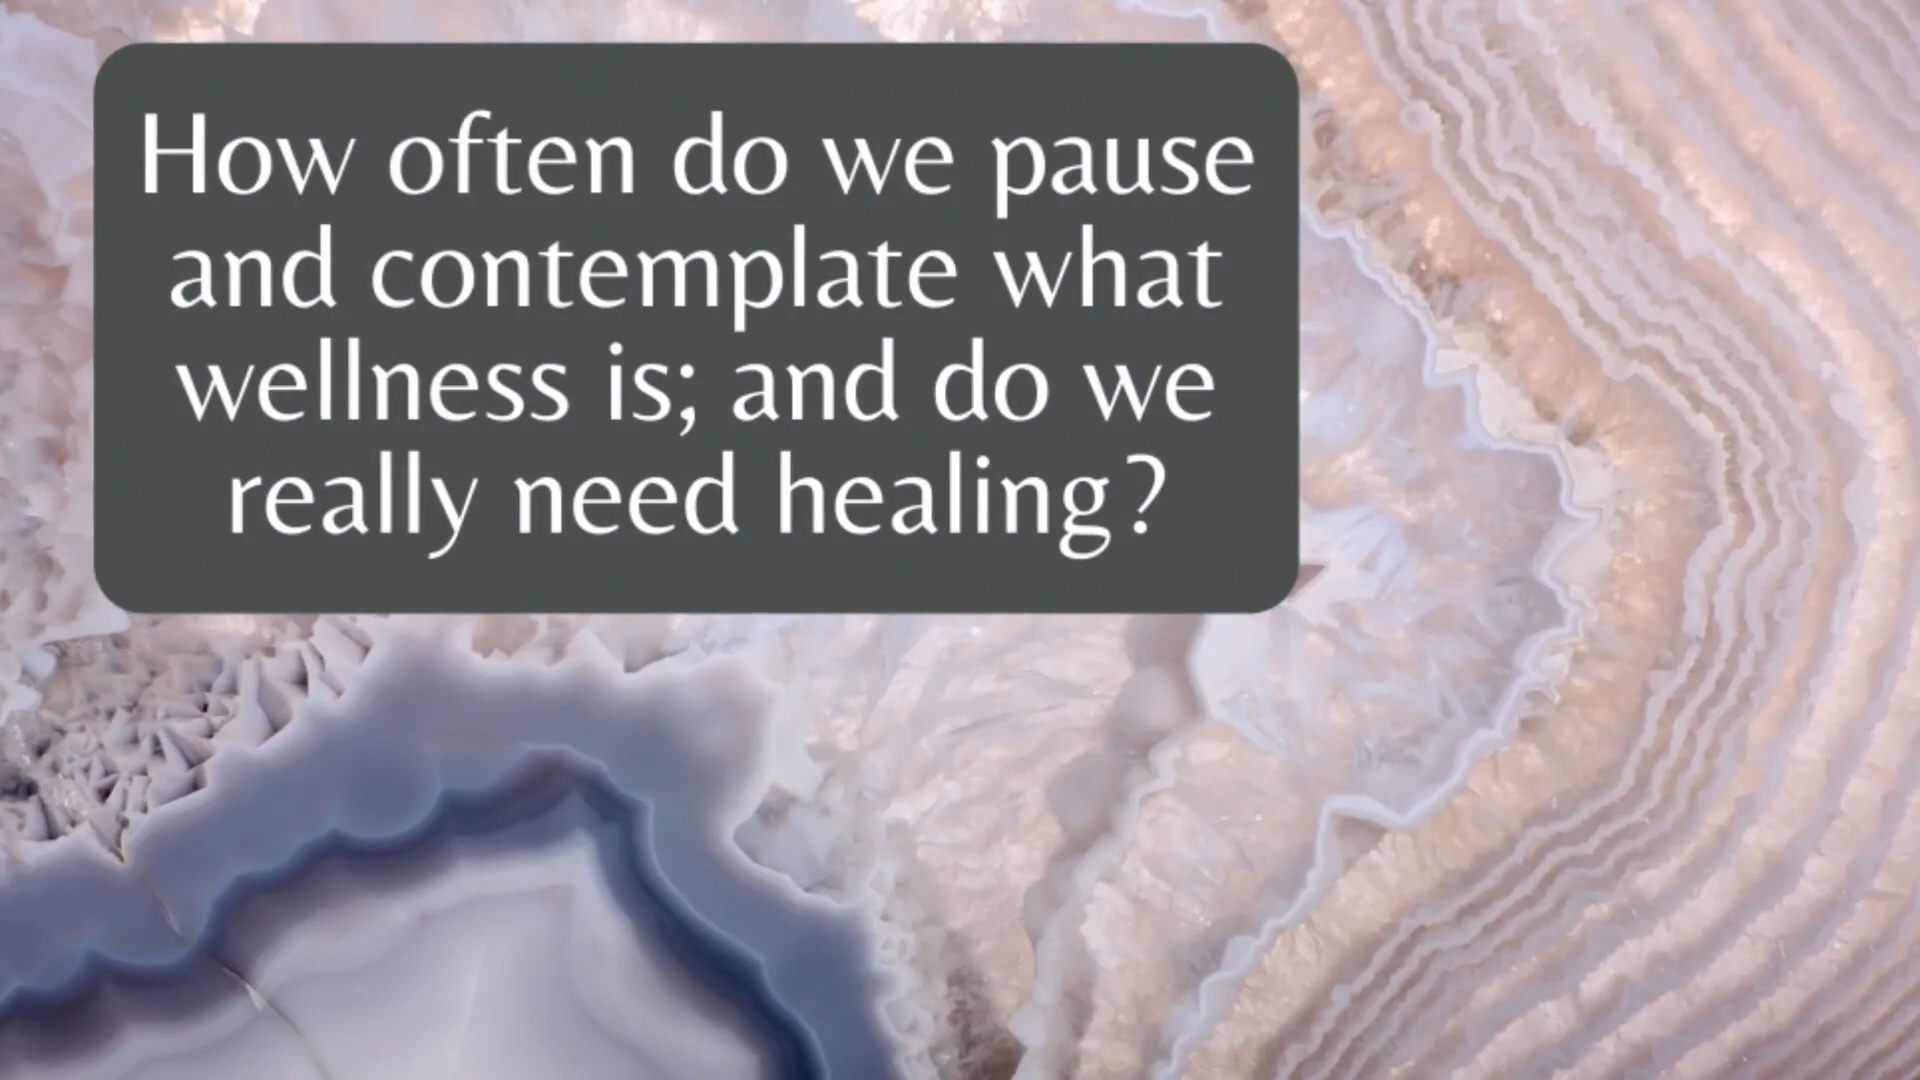 How often do we pause
and contemplate what
wellness is; and do we
really need healing?